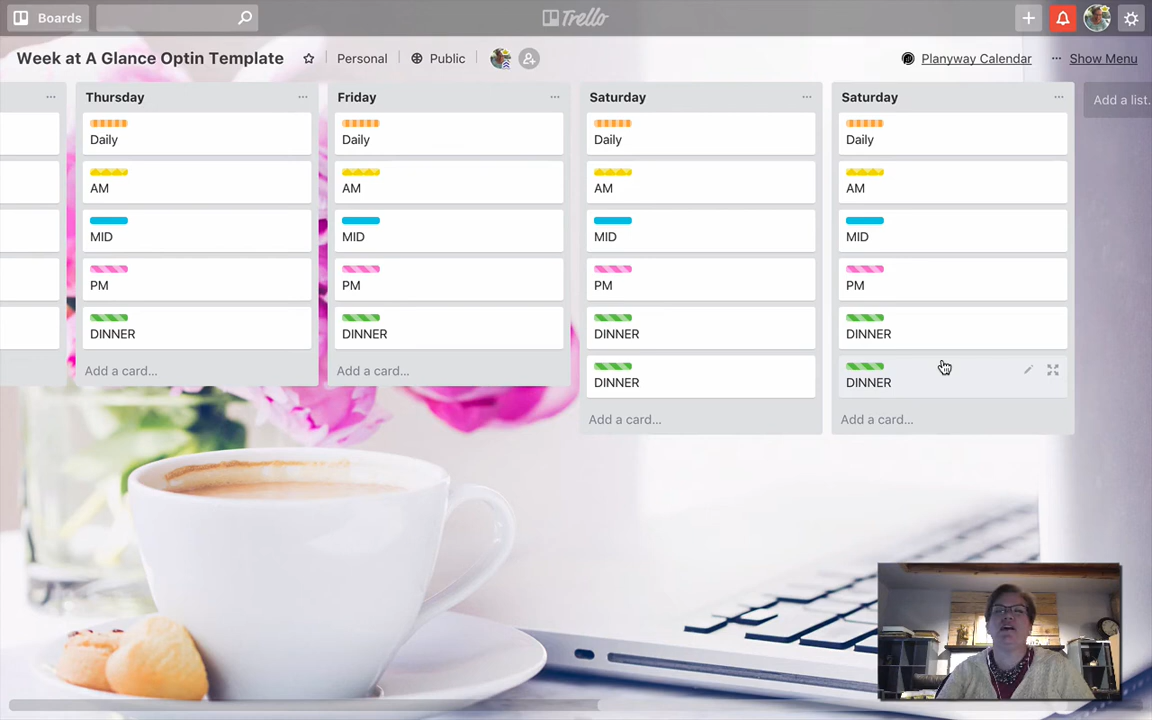 Boards
Trello
Week at A Glance Optin Template
Personal
Public
Planyway Calendar
Show Menu
Thursday
Daily
AM
MID
PM
DINNER
Add a card...
Friday
Daily
AM
MID
PM
DINNER
Add a card...
Saturday
Daily
AM
MID
PM
DINNER
DINNER
Add a card...
Saturday
Daily
AM
MID
PM
DINNER
DINNER
Add a card...
Add a list.